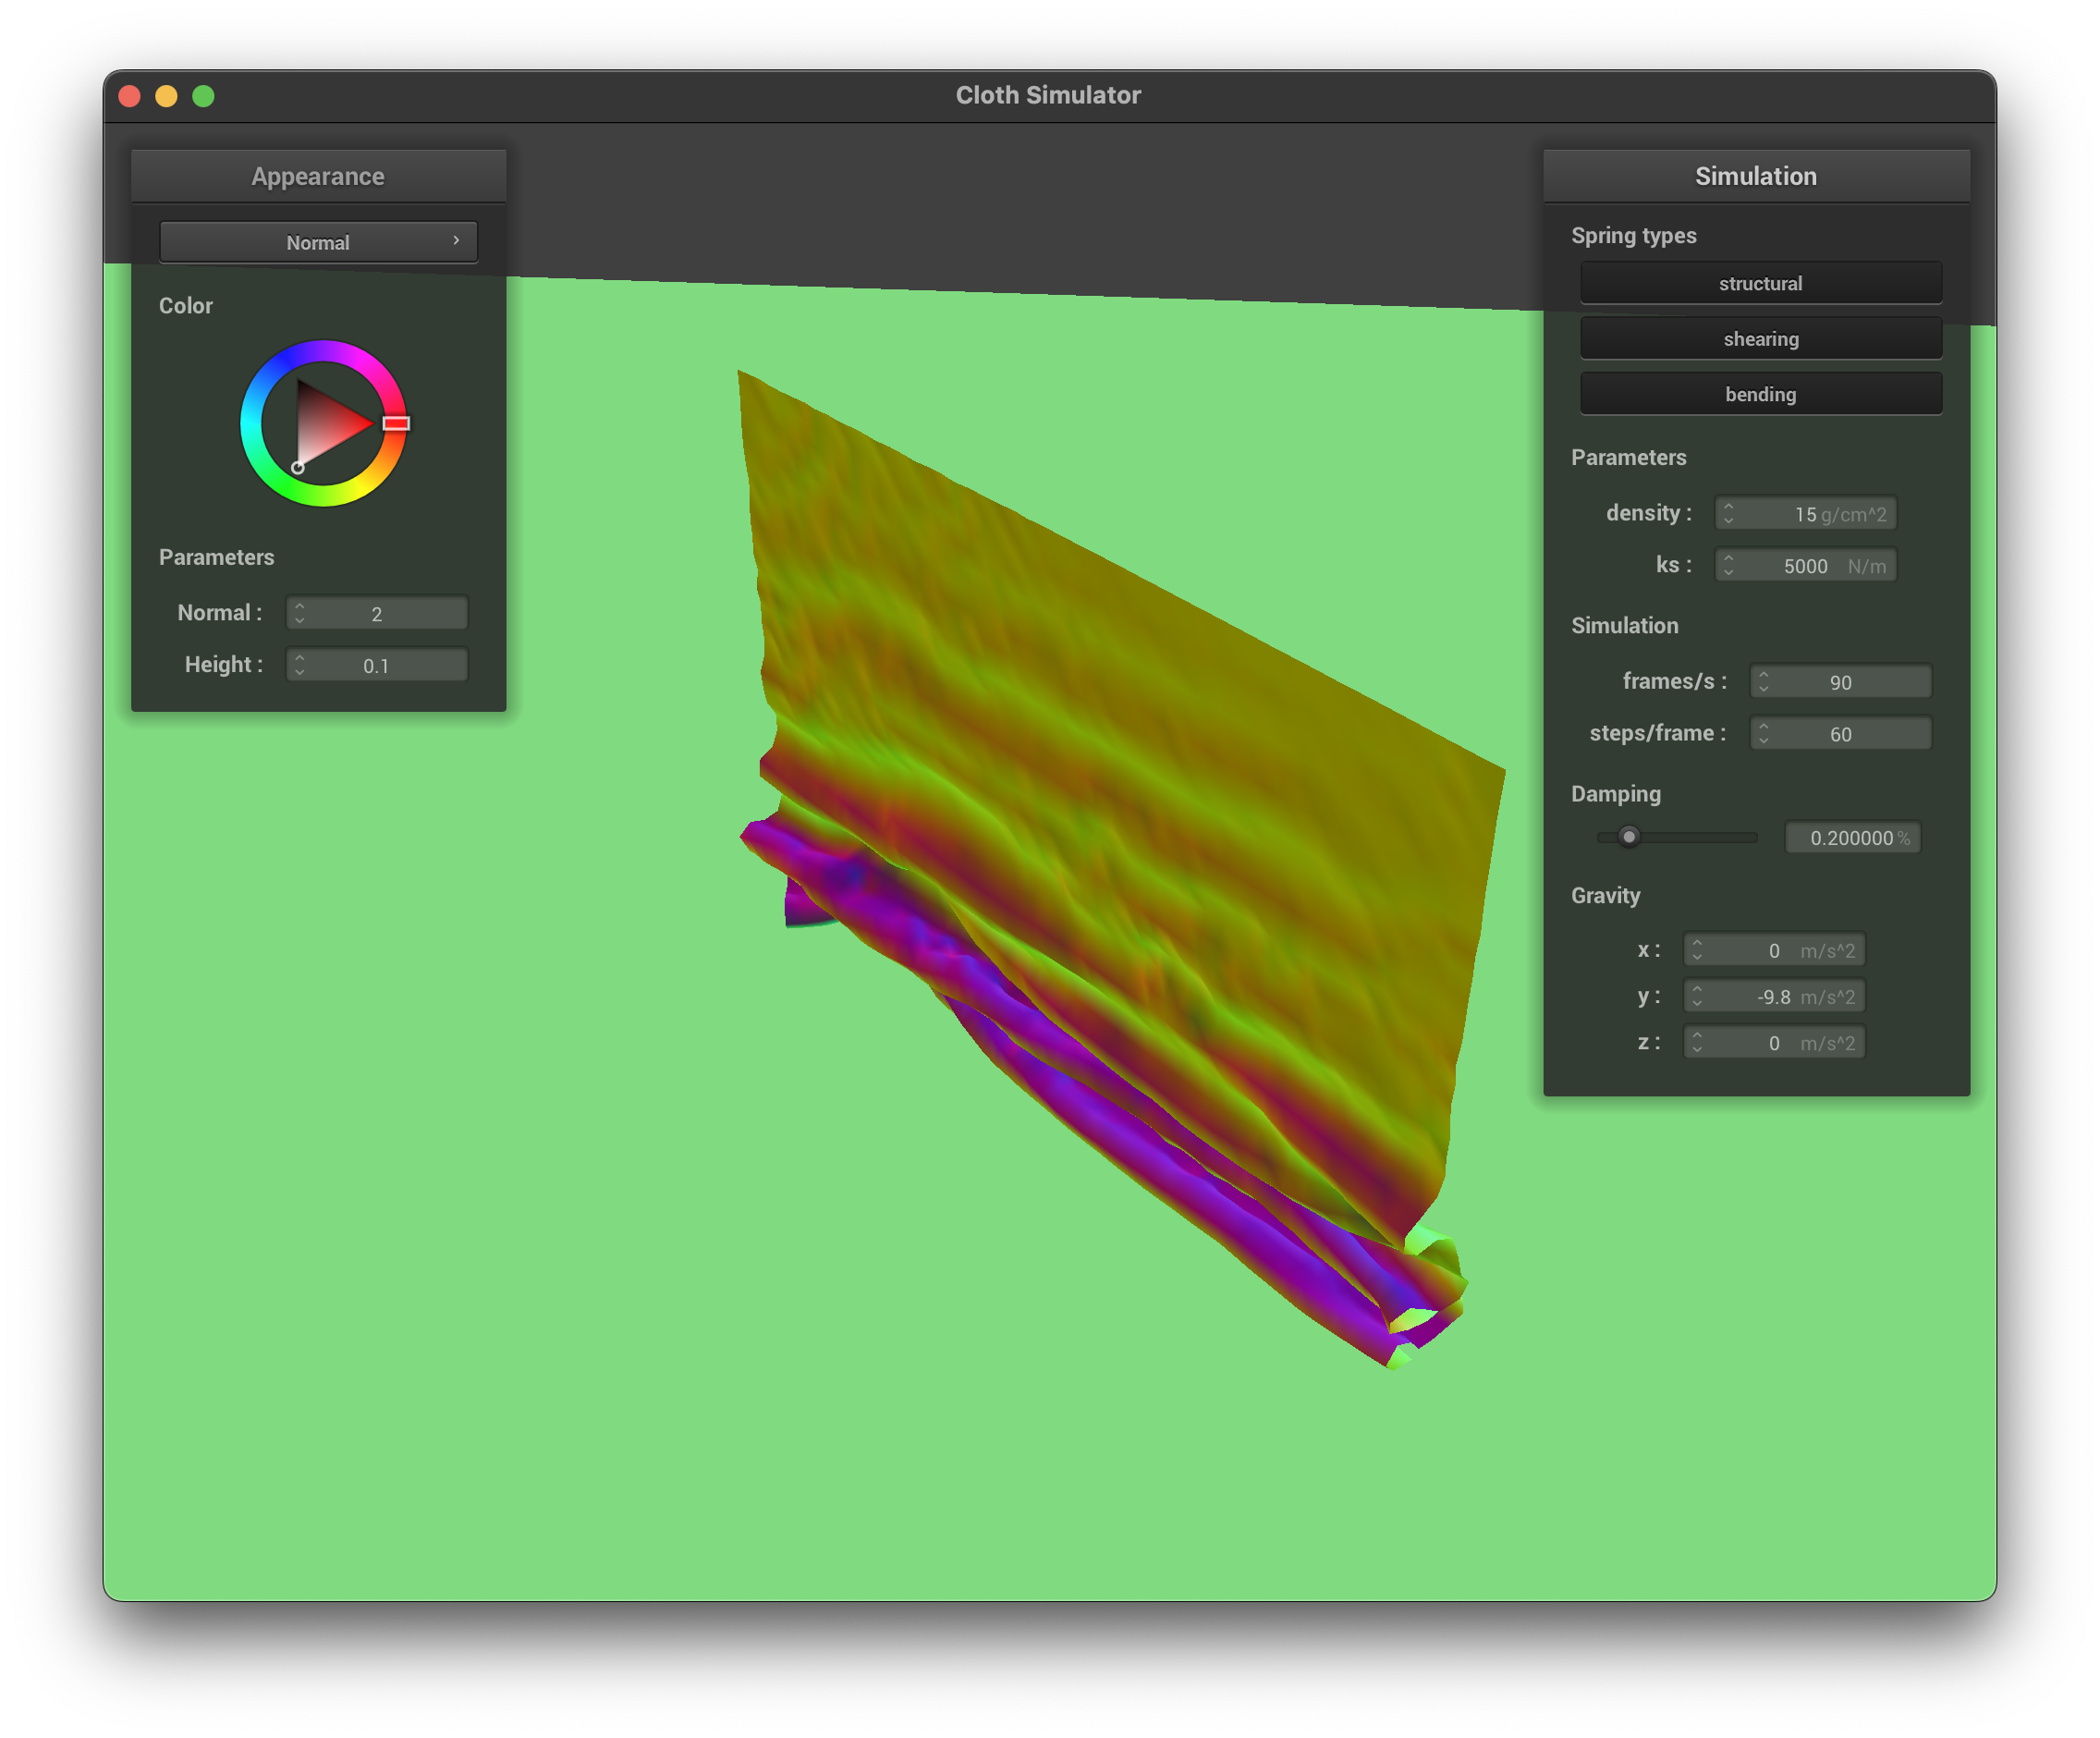 Cloth Simulator
Appearance
Normal
Color
Parameters
Normal : 2
Height : 0.1
Simulation
Spring types
structural
shearing
bending
Parameters
density : 15 g/cm^2
ks : 5000 N/m
Simulation
frames/s : 90
steps/frame : 60
Damping
0.200000 %
Gravity
x : 0 m/s^2
y : -9.8 m/s^2
z : 0 m/s^2